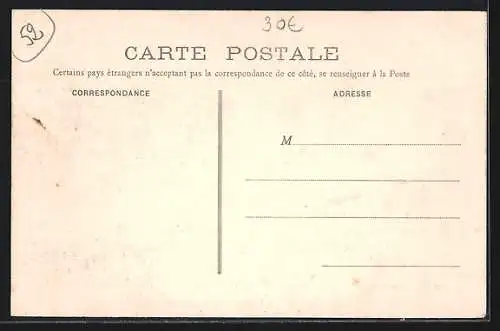 52
30€
CARTE POSTALE
Certains pays étrangers n'acceptant pas la correspondance de ce côté, se renseigner à la Poste
CORRESPONDANCE
ADRESSE
M